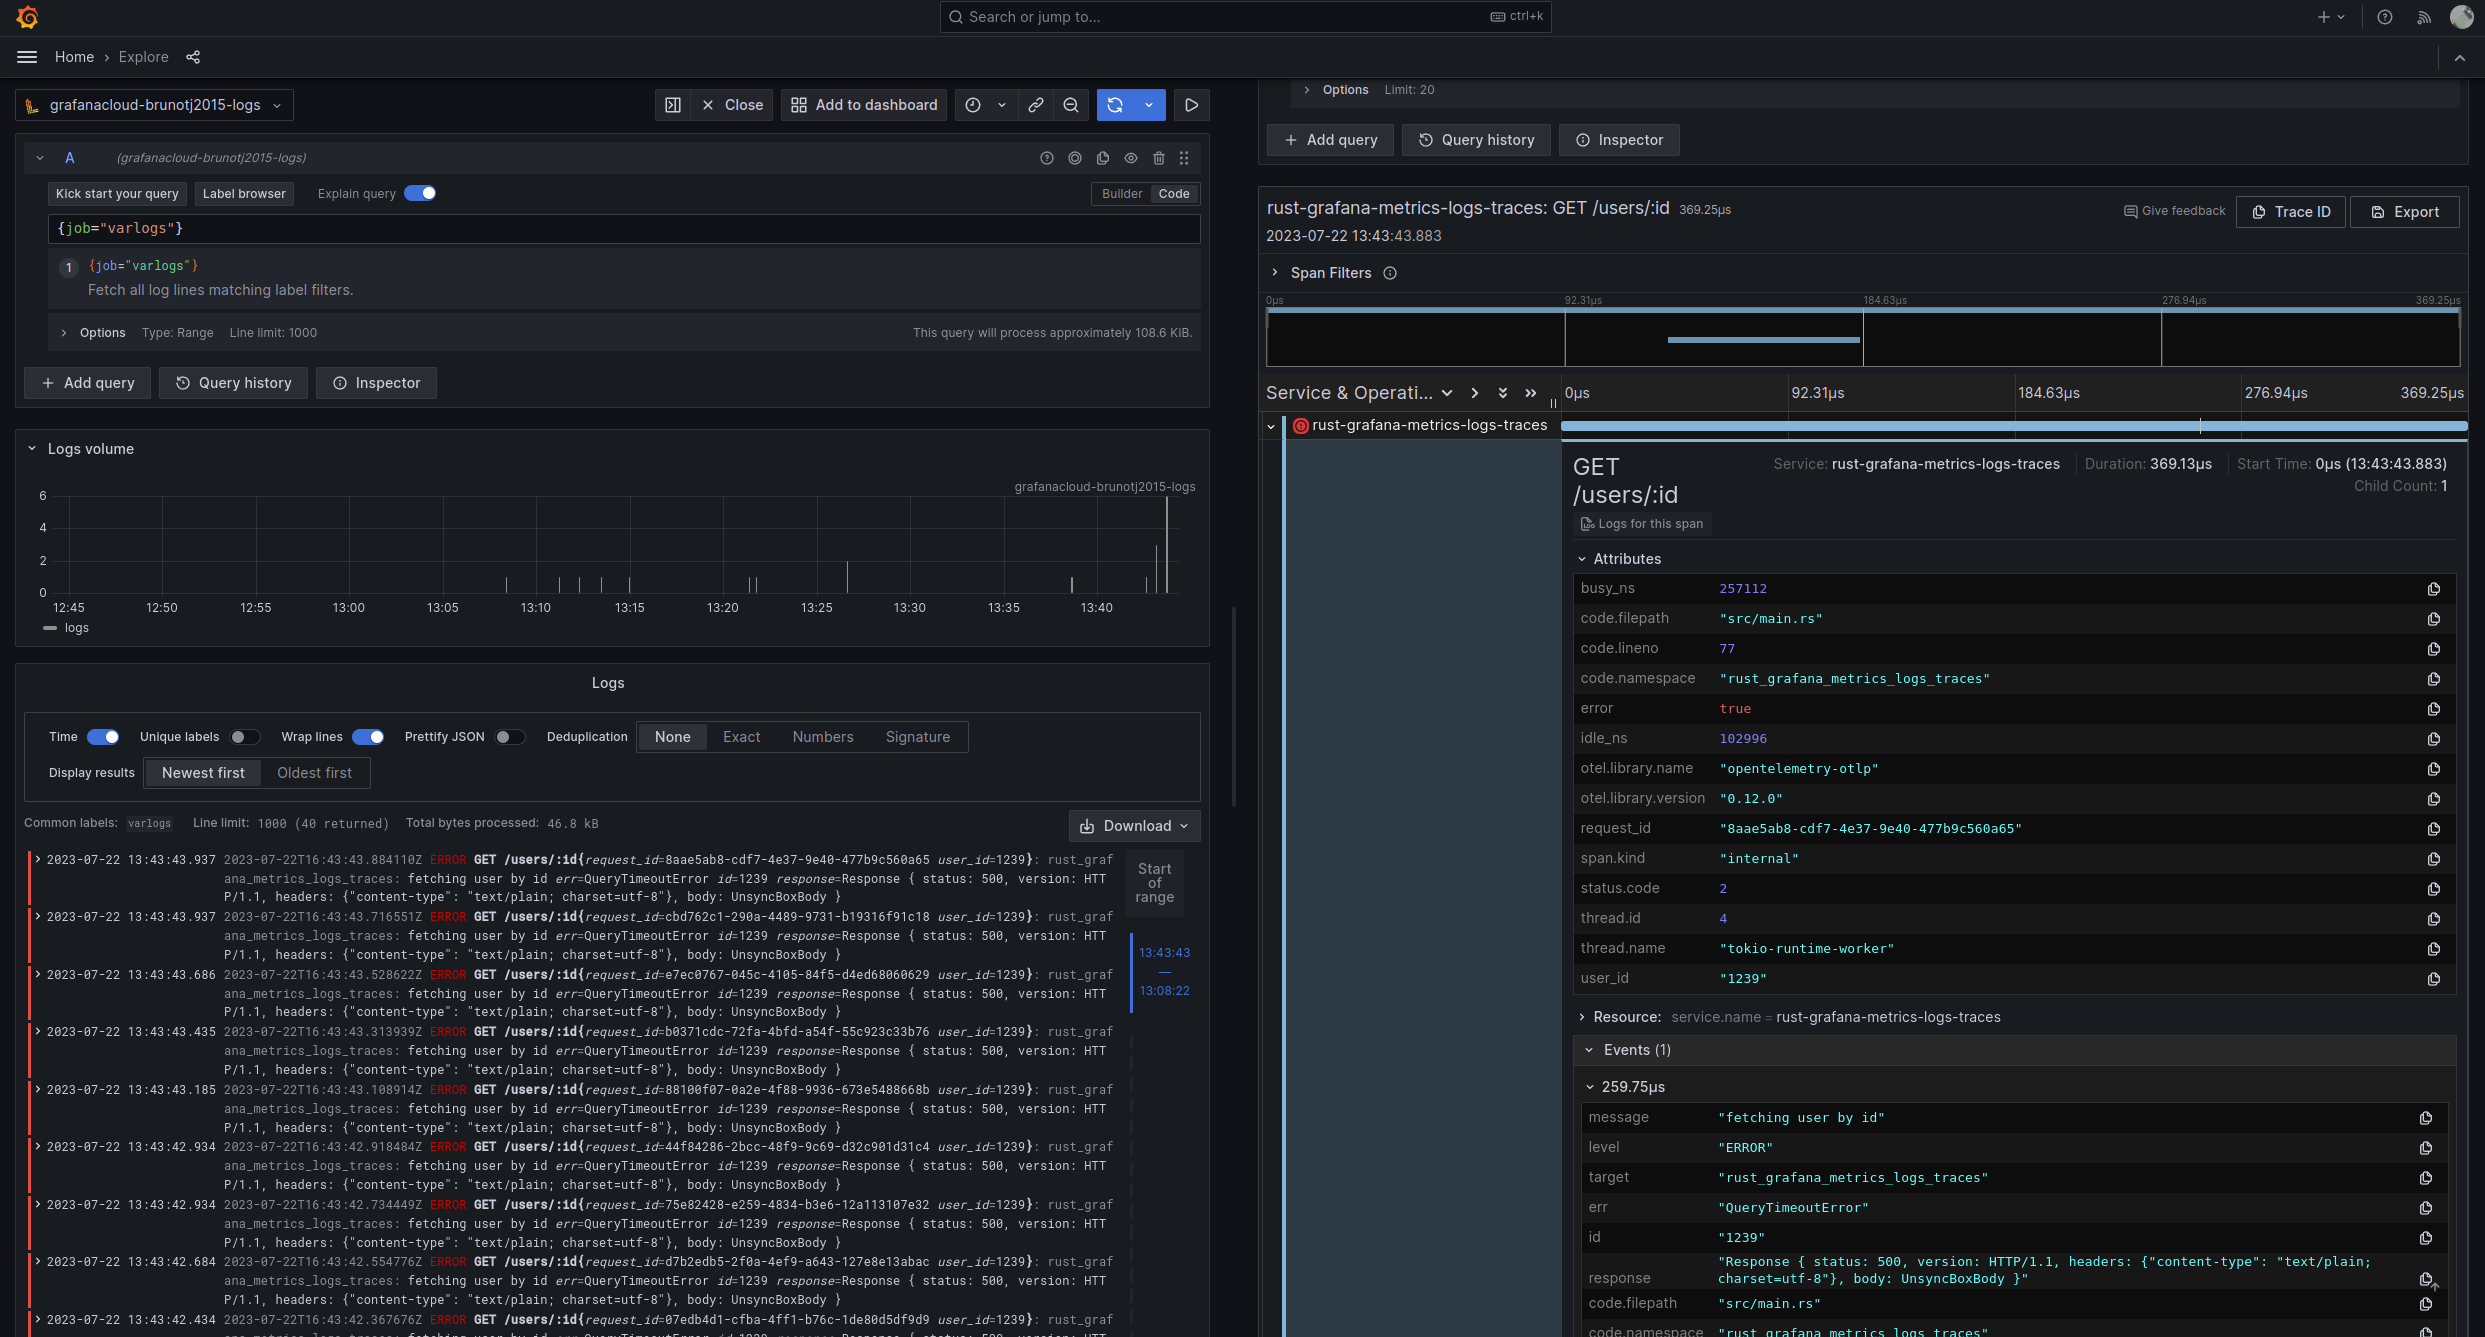 Search or jump to...
ctrl+k
Home › Explore
grafanacloud-brunotj2015-logs
Close
Add to dashboard
A (grafanacloud-brunotj2015-logs)
Kick start your query
Label browser
Explain query
Builder
Code
{job="varlogs"}
1 {job="varlogs"}
Fetch all log lines matching label filters.
Options Type: Range Line limit: 1000 This query will process approximately 108.6 KiB.
Add query
Query history
Inspector
Logs volume
grafanacloud-brunotj2015-logs
6
4
2
0
12:45 12:50 12:55 13:00 13:05 13:10 13:15 13:20 13:25 13:30 13:35 13:40
logs
Logs
Time Unique labels Wrap lines Prettify JSON Deduplication None Exact Numbers Signature
Display results Newest first Oldest first
Common labels: varlogs Line limit: 1000 (40 returned) Total bytes processed: 46.8 kB
Download
2023-07-22 13:43:43.937 2023-07-22T16:43:43.884110Z ERROR GET /users/:id{request_id=8aae5ab8-cdf7-4e37-9e40-477b9c560a65 user_id=1239}: rust_graf
ana_metrics_logs_traces: fetching user by id err=QueryTimeoutError id=1239 response=Response { status: 500, version: HTT
P/1.1, headers: {"content-type": "text/plain; charset=utf-8"}, body: UnsyncBoxBody }
2023-07-22 13:43:43.937 2023-07-22T16:43:43.716551Z ERROR GET /users/:id{request_id=cbd762c1-290a-4489-9731-b19316f91c18 user_id=1239}: rust_graf
ana_metrics_logs_traces: fetching user by id err=QueryTimeoutError id=1239 response=Response { status: 500, version: HTT
P/1.1, headers: {"content-type": "text/plain; charset=utf-8"}, body: UnsyncBoxBody }
2023-07-22 13:43:43.686 2023-07-22T16:43:43.528622Z ERROR GET /users/:id{request_id=e7ec0767-045c-4105-84f5-d4ed68060629 user_id=1239}: rust_graf
ana_metrics_logs_traces: fetching user by id err=QueryTimeoutError id=1239 response=Response { status: 500, version: HTT
P/1.1, headers: {"content-type": "text/plain; charset=utf-8"}, body: UnsyncBoxBody }
2023-07-22 13:43:43.435 2023-07-22T16:43:43.313939Z ERROR GET /users/:id{request_id=b0371cdc-72fa-4bfd-a54f-55c923c33b76 user_id=1239}: rust_graf
ana_metrics_logs_traces: fetching user by id err=QueryTimeoutError id=1239 response=Response { status: 500, version: HTT
P/1.1, headers: {"content-type": "text/plain; charset=utf-8"}, body: UnsyncBoxBody }
2023-07-22 13:43:43.185 2023-07-22T16:43:43.108914Z ERROR GET /users/:id{request_id=88100f07-0a2e-4f88-9936-673e5488668b user_id=1239}: rust_graf
ana_metrics_logs_traces: fetching user by id err=QueryTimeoutError id=1239 response=Response { status: 500, version: HTT
P/1.1, headers: {"content-type": "text/plain; charset=utf-8"}, body: UnsyncBoxBody }
2023-07-22 13:43:42.934 2023-07-22T16:43:42.918484Z ERROR GET /users/:id{request_id=44f84286-2bcc-48f9-9c69-d32c901d31c4 user_id=1239}: rust_graf
ana_metrics_logs_traces: fetching user by id err=QueryTimeoutError id=1239 response=Response { status: 500, version: HTT
P/1.1, headers: {"content-type": "text/plain; charset=utf-8"}, body: UnsyncBoxBody }
2023-07-22 13:43:42.934 2023-07-22T16:43:42.734449Z ERROR GET /users/:id{request_id=75e82428-e259-4834-b3e6-12a113107e32 user_id=1239}: rust_graf
ana_metrics_logs_traces: fetching user by id err=QueryTimeoutError id=1239 response=Response { status: 500, version: HTT
P/1.1, headers: {"content-type": "text/plain; charset=utf-8"}, body: UnsyncBoxBody }
2023-07-22 13:43:42.684 2023-07-22T16:43:42.554776Z ERROR GET /users/:id{request_id=d7b2edb5-2f0a-4ef9-a643-127e8e13abac user_id=1239}: rust_graf
ana_metrics_logs_traces: fetching user by id err=QueryTimeoutError id=1239 response=Response { status: 500, version: HTT
P/1.1, headers: {"content-type": "text/plain; charset=utf-8"}, body: UnsyncBoxBody }
2023-07-22 13:43:42.434 2023-07-22T16:43:42.367676Z ERROR GET /users/:id{request_id=07edb4d1-cfba-4ff1-b76c-1de80d5df9d9 user_id=1239}: rust_graf
Start
of
range
13:43:43
—
13:08:22
Options Limit: 20
Add query
Query history
Inspector
rust-grafana-metrics-logs-traces: GET /users/:id 369.25µs
2023-07-22 13:43:43.883
Give feedback
Trace ID
Export
Span Filters
0µs 92.31µs 184.63µs 276.94µs 369.25µs
Service & Operati...
0µs 92.31µs 184.63µs 276.94µs 369.25µs
rust-grafana-metrics-logs-traces
GET
/users/:id
Service: rust-grafana-metrics-logs-traces Duration: 369.13µs Start Time: 0µs (13:43:43.883)
Child Count: 1
Logs for this span
Attributes
busy_ns 257112
code.filepath "src/main.rs"
code.lineno 77
code.namespace "rust_grafana_metrics_logs_traces"
error true
idle_ns 102996
otel.library.name "opentelemetry-otlp"
otel.library.version "0.12.0"
request_id "8aae5ab8-cdf7-4e37-9e40-477b9c560a65"
span.kind "internal"
status.code 2
thread.id 4
thread.name "tokio-runtime-worker"
user_id "1239"
Resource: service.name = rust-grafana-metrics-logs-traces
Events (1)
259.75µs
message "fetching user by id"
level "ERROR"
target "rust_grafana_metrics_logs_traces"
err "QueryTimeoutError"
id "1239"
response "Response { status: 500, version: HTTP/1.1, headers: {"content-type": "text/plain;
charset=utf-8"}, body: UnsyncBoxBody }"
code.filepath "src/main.rs"
code.namespace "rust_grafana_metrics_logs_traces"